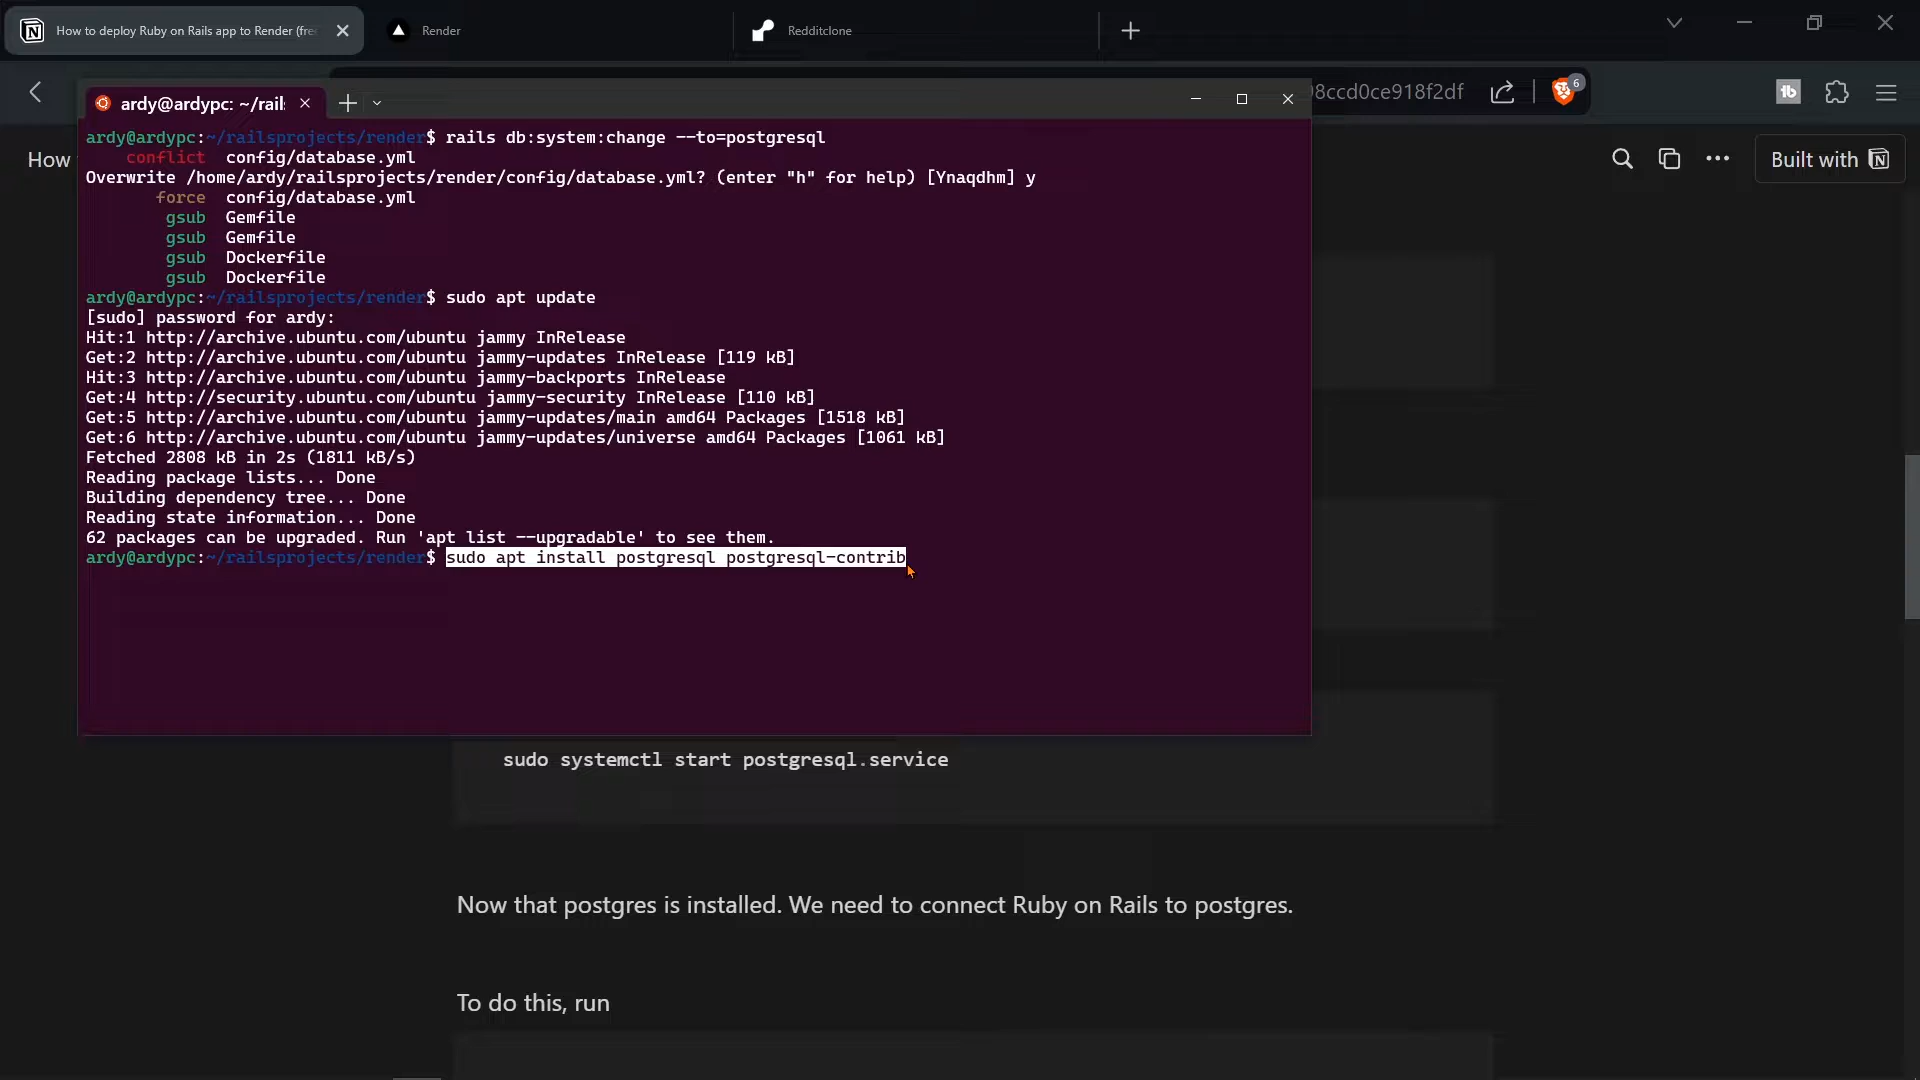 How to deploy Ruby on Rails app to Render (fre
Render
Redditclone
98ccd0ce918f2df
6
ardy@ardypc: ~/rail
How
Built with
ardy@ardypc:~/railsprojects/render$ rails db:system:change --to=postgresql
conflict config/database.yml
Overwrite /home/ardy/railsprojects/render/config/database.yml? (enter "h" for help) [Ynaqdhm] y
force config/database.yml
gsub Gemfile
gsub Gemfile
gsub Dockerfile
gsub Dockerfile
ardy@ardypc:~/railsprojects/render$ sudo apt update
[sudo] password for ardy:
Hit:1 http://archive.ubuntu.com/ubuntu jammy InRelease
Get:2 http://archive.ubuntu.com/ubuntu jammy-updates InRelease [119 kB]
Hit:3 http://archive.ubuntu.com/ubuntu jammy-backports InRelease
Get:4 http://security.ubuntu.com/ubuntu jammy-security InRelease [110 kB]
Get:5 http://archive.ubuntu.com/ubuntu jammy-updates/main amd64 Packages [1518 kB]
Get:6 http://archive.ubuntu.com/ubuntu jammy-updates/universe amd64 Packages [1061 kB]
Fetched 2808 kB in 2s (1811 kB/s)
Reading package lists... Done
Building dependency tree... Done
Reading state information... Done
62 packages can be upgraded. Run 'apt list --upgradable' to see them.
ardy@ardypc:~/railsprojects/render$ sudo apt install postgresql postgresql-contrib
sudo systemctl start postgresql.service
Now that postgres is installed. We need to connect Ruby on Rails to postgres.
To do this, run